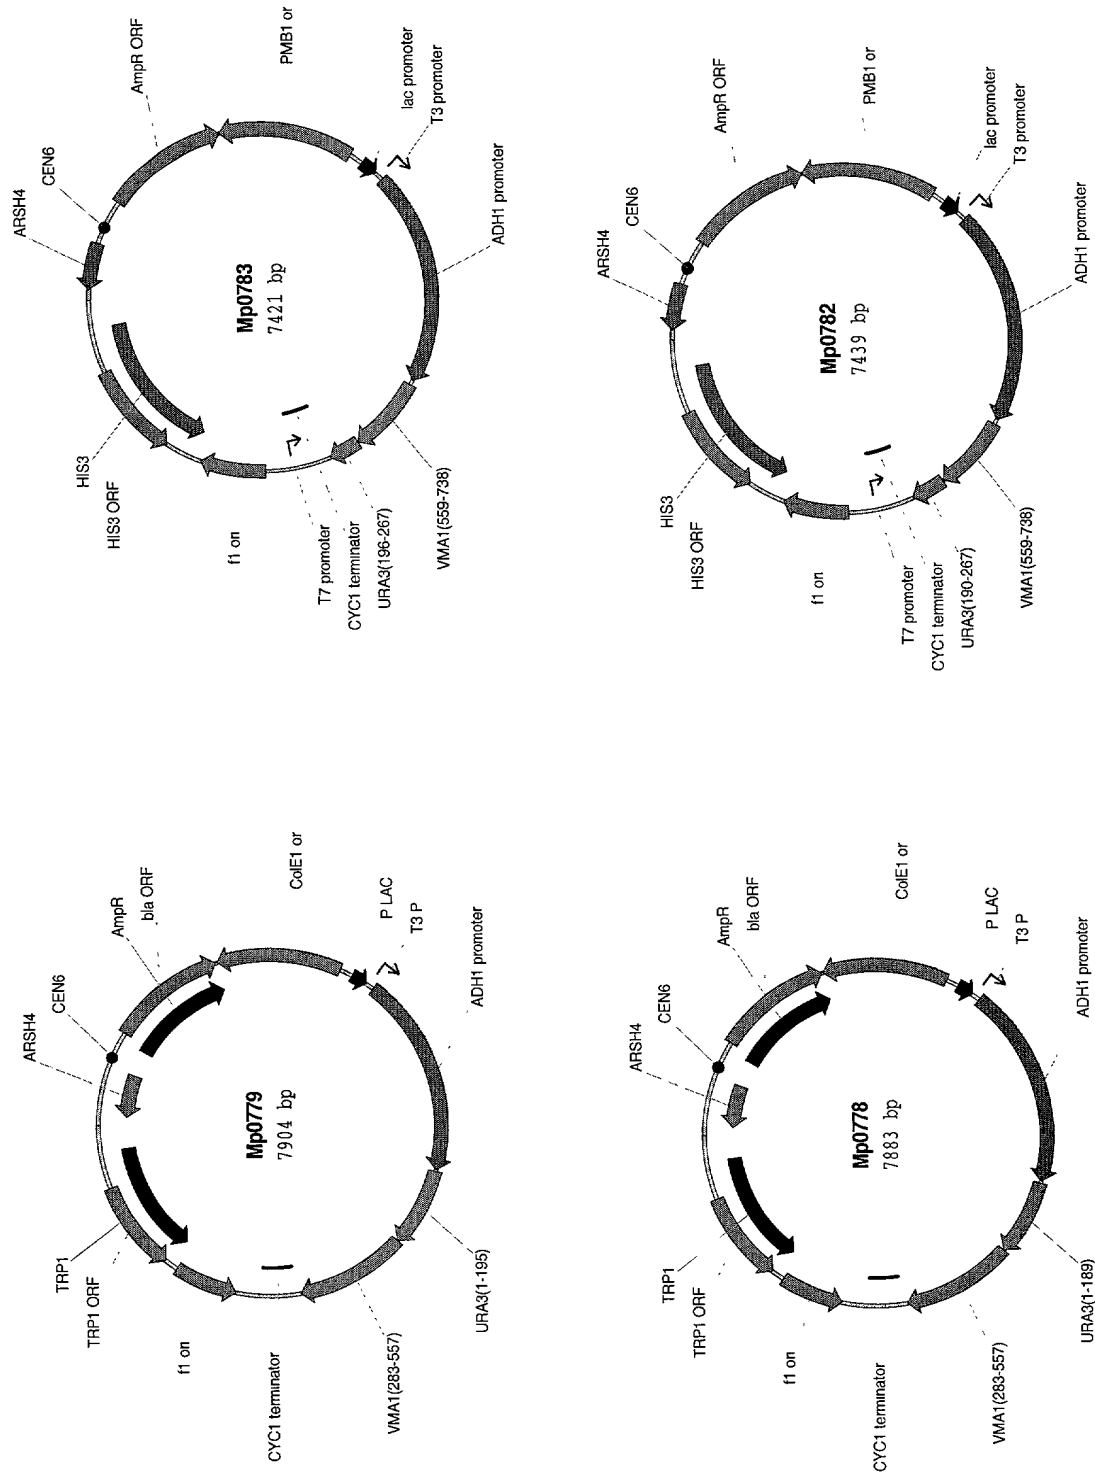 ARSH4
CEN6
AmpR ORF
PMB1 or
lac promoter
T3 promoter
ADH1 promoter
VMA1(559-738)
URA3(196-267)
CYC1 terminator
T7 promoter
f1 on
HIS3 ORF
HIS3
Mp0783
7421 bp
ARSH4
CEN6
AmpR ORF
PMB1 or
lac promoter
T3 promoter
ADH1 promoter
VMA1(559-738)
URA3(190-267)
CYC1 terminator
T7 promoter
f1 on
HIS3 ORF
HIS3
Mp0782
7439 bp
ARSH4
CEN6
AmpR
bla ORF
ColE1 or
P LAC
T3 P
ADH1 promoter
URA3(1-195)
VMA1(283-557)
CYC1 terminator
f1 on
TRP1 ORF
TRP1
Mp0779
7904 bp
ARSH4
CEN6
AmpR
bla ORF
ColE1 or
P LAC
T3 P
ADH1 promoter
URA3(1-189)
VMA1(283-557)
CYC1 terminator
f1 on
TRP1 ORF
TRP1
Mp0778
7883 bp